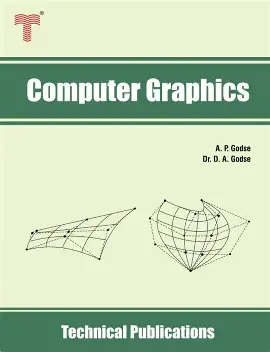 Computer Graphics
A. P. Godse
Dr. D. A. Godse
Technical Publications